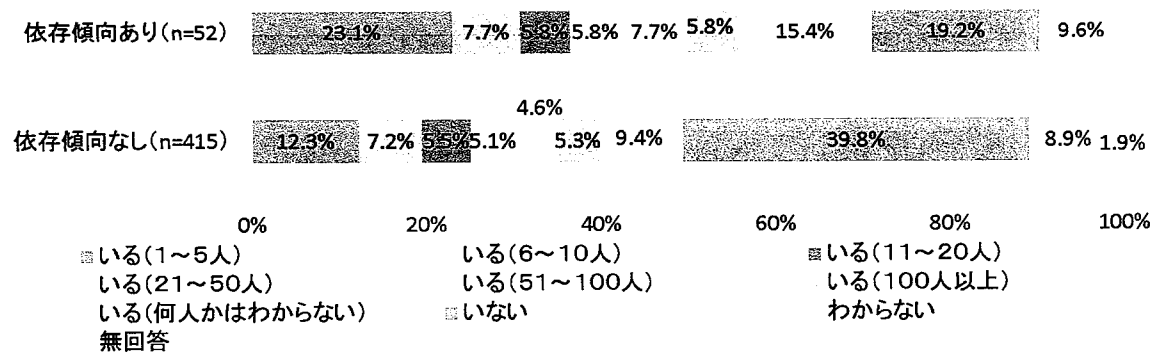 依存傾向あり(n=52) 23.1% 7.7% 5.8% 5.8% 7.7% 5.8% 15.4% 19.2% 9.6%
4.6%
依存傾向なし(n=415) 12.3% 7.2% 5.5% 5.1% 5.3% 9.4% 39.8% 8.9% 1.9%
0% 20% 40% 60% 80% 100%
いる(1～5人) いる(6～10人) いる(11～20人)
いる(21～50人) いる(51～100人) いる(100人以上)
いる(何人かはわからない) いない わからない
無回答